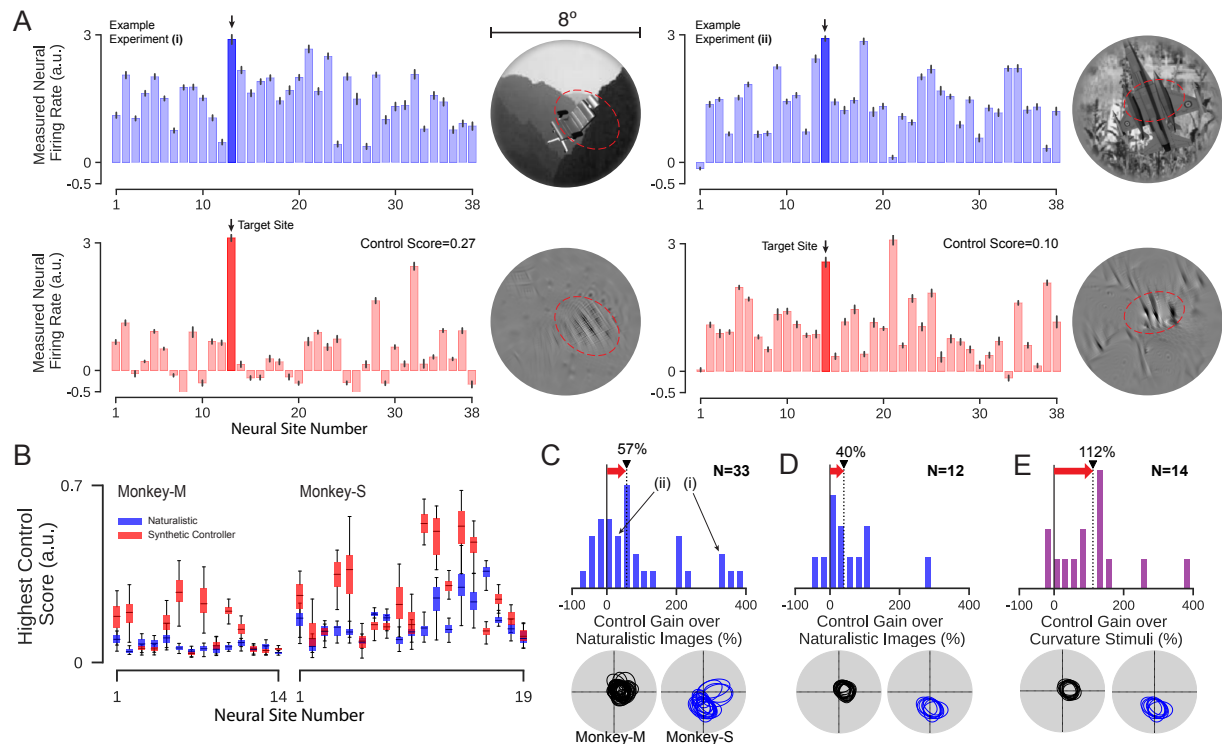 A
Measured Neural
Firing Rate (a.u.)
3
0
-0.5
Example
Experiment (i)
1
10
20
30
38
8º
Example
Experiment (ii)
3
0
-0.5
1
10
20
30
38
Measured Neural
Firing Rate (a.u.)
3
0
-0.5
Target Site
Control Score=0.27
1
10
20
30
38
Neural Site Number
3
0
-0.5
Target Site
Control Score=0.10
1
10
20
30
38
B
Highest Control
Score (a.u.)
0.7
0
Monkey-M
Monkey-S
Naturalistic
Synthetic Controller
1
14
1
19
Neural Site Number
C
57%
N=33
(ii)
(i)
-100
0
200
400
Control Gain over
Naturalistic Images (%)
Monkey-M
Monkey-S
D
40%
N=12
-100
0
200
400
Control Gain over
Naturalistic Images (%)
E
112%
N=14
-100
0
200
400
Control Gain over
Curvature Stimuli (%)